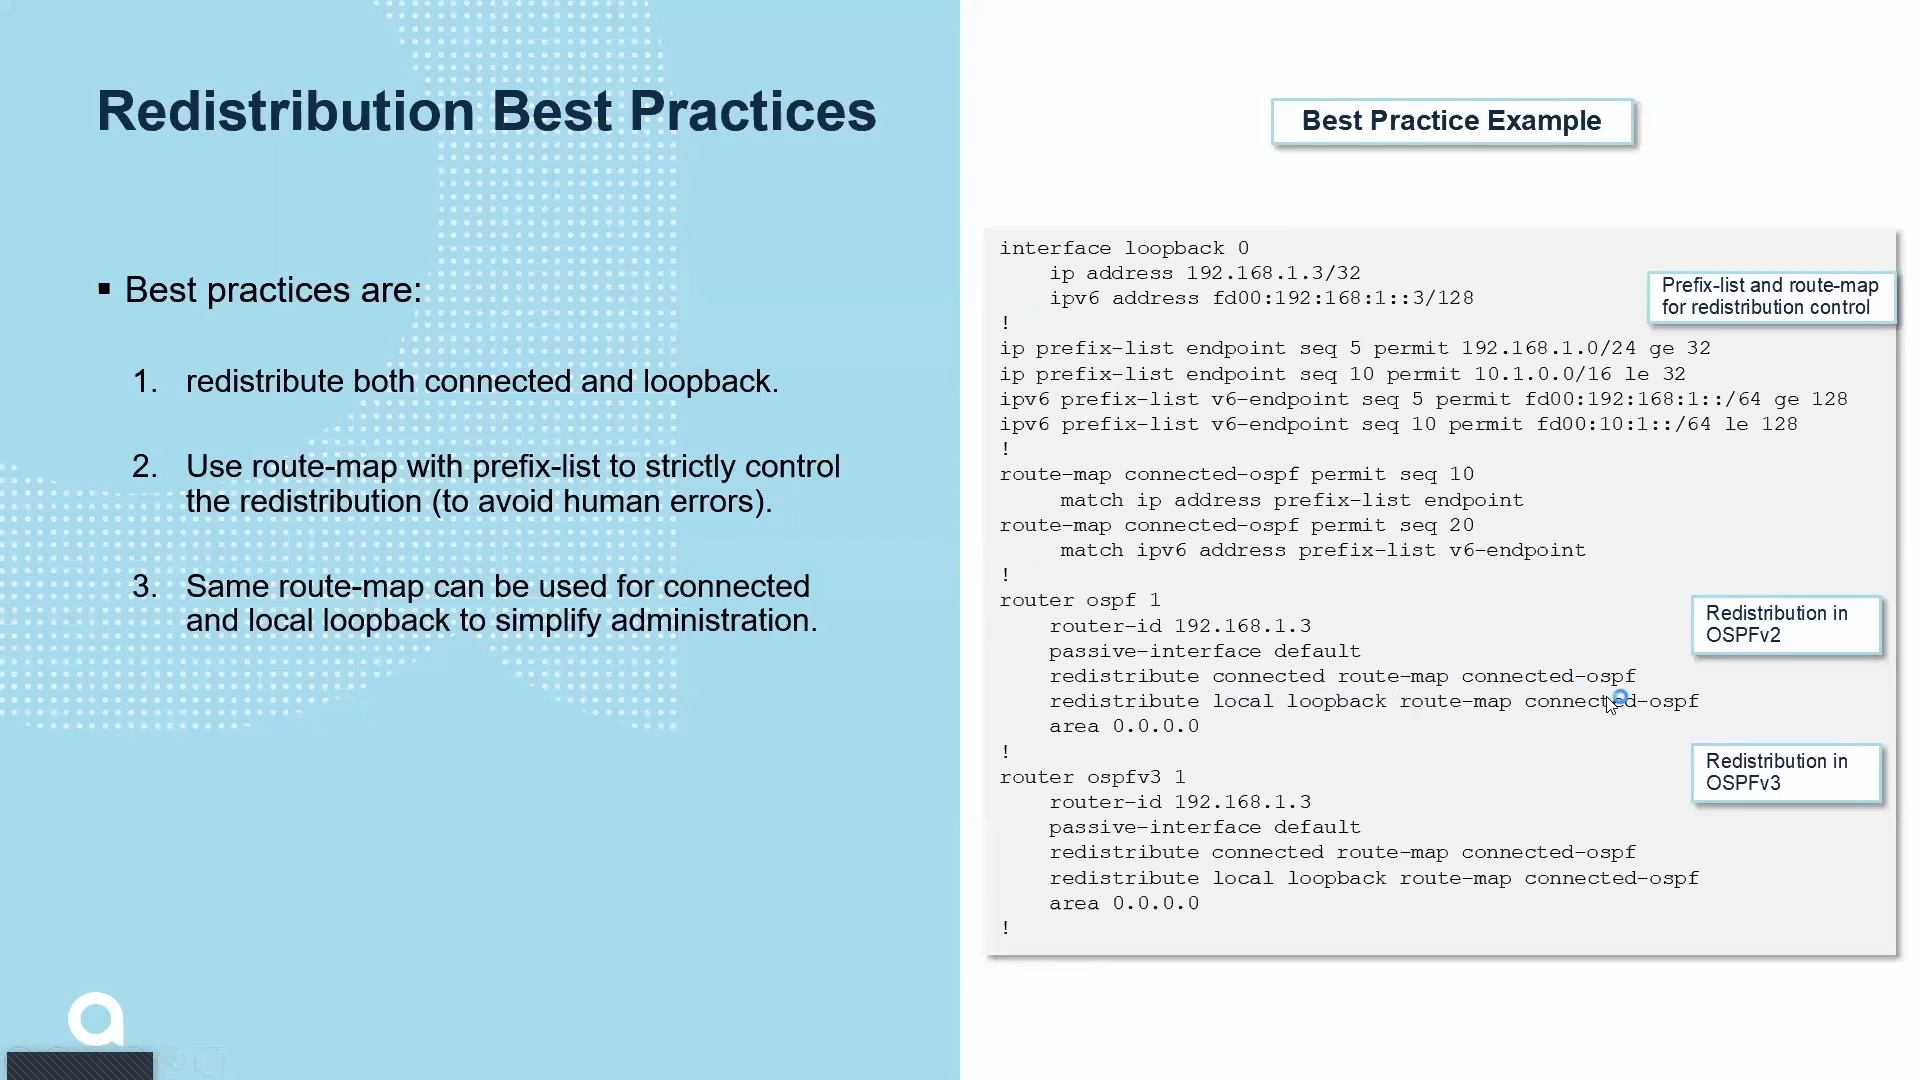 Redistribution Best Practices
▪ Best practices are:
1. redistribute both connected and loopback.
2. Use route-map with prefix-list to strictly control
the redistribution (to avoid human errors).
3. Same route-map can be used for connected
and local loopback to simplify administration.
Best Practice Example
interface loopback 0
ip address 192.168.1.3/32
ipv6 address fd00:192:168:1::3/128
!
Prefix-list and route-map
for redistribution control
ip prefix-list endpoint seq 5 permit 192.168.1.0/24 ge 32
ip prefix-list endpoint seq 10 permit 10.1.0.0/16 le 32
ipv6 prefix-list v6-endpoint seq 5 permit fd00:192:168:1::/64 ge 128
ipv6 prefix-list v6-endpoint seq 10 permit fd00:10:1::/64 le 128
!
route-map connected-ospf permit seq 10
match ip address prefix-list endpoint
route-map connected-ospf permit seq 20
match ipv6 address prefix-list v6-endpoint
!
router ospf 1
router-id 192.168.1.3
passive-interface default
redistribute connected route-map connected-ospf
redistribute local loopback route-map connected-ospf
area 0.0.0.0
!
Redistribution in
OSPFv2
router ospfv3 1
router-id 192.168.1.3
passive-interface default
redistribute connected route-map connected-ospf
redistribute local loopback route-map connected-ospf
area 0.0.0.0
!
Redistribution in
OSPFv3